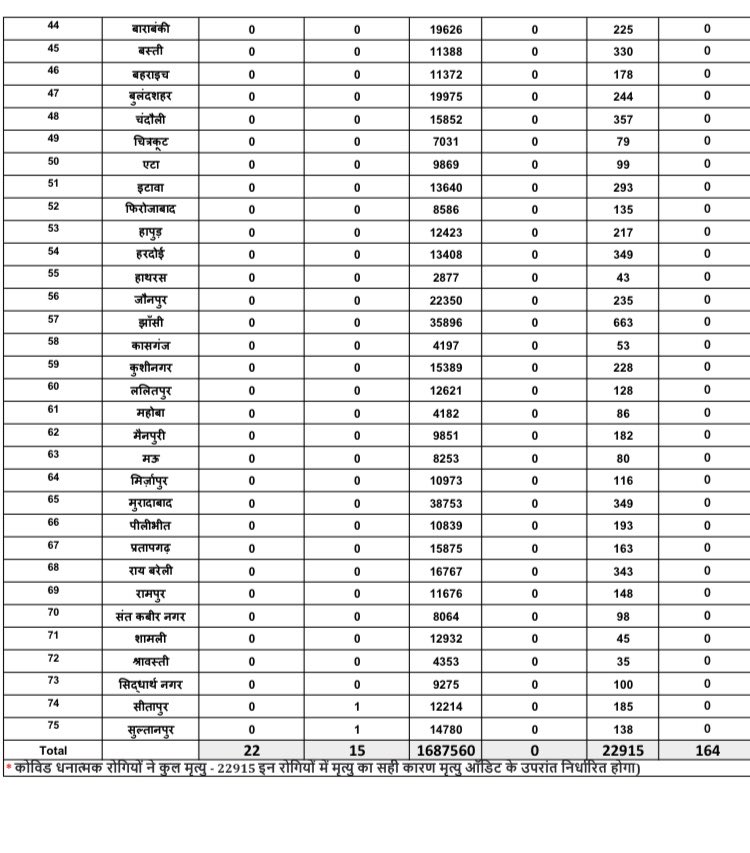 44 बाराबंकी 0 0 19626 0 225 0
45 बस्ती 0 0 11388 0 330 0
46 बहराइच 0 0 11372 0 178 0
47 बुलंदशहर 0 0 19975 0 244 0
48 चंदौली 0 0 15852 0 357 0
49 चित्रकूट 0 0 7031 0 79 0
50 एटा 0 0 9869 0 99 0
51 इटावा 0 0 13640 0 293 0
52 फिरोजाबाद 0 0 8586 0 135 0
53 हापुड़ 0 0 12423 0 217 0
54 हरदोई 0 0 13408 0 349 0
55 हाथरस 0 0 2877 0 43 0
56 जौनपुर 0 0 22350 0 235 0
57 झाँसी 0 0 35896 0 663 0
58 कासगंज 0 0 4197 0 53 0
59 कुशीनगर 0 0 15389 0 228 0
60 ललितपुर 0 0 12621 0 128 0
61 महोबा 0 0 4182 0 86 0
62 मैनपुरी 0 0 9851 0 182 0
63 मऊ 0 0 8253 0 80 0
64 मिर्ज़ापुर 0 0 10973 0 116 0
65 मुरादाबाद 0 0 38753 0 349 0
66 पीलीभीत 0 0 10839 0 193 0
67 प्रतापगढ़ 0 0 15875 0 163 0
68 राय बरेली 0 0 16767 0 343 0
69 रामपुर 0 0 11676 0 148 0
70 संत कबीर नगर 0 0 8064 0 98 0
71 शामली 0 0 12932 0 45 0
72 श्रावस्ती 0 0 4353 0 35 0
73 सिद्धार्थ नगर 0 0 9275 0 100 0
74 सीतापुर 0 1 12214 0 185 0
75 सुल्तानपुर 0 1 14780 0 138 0
Total 22 15 1687560 0 22915 164
* कोविड धनात्मक रोगियों ने कुल मृत्यु - 22915 इन रोगियों में मृत्यु का सही कारण मृत्यु ऑडिट के उपरांत निर्धारित होगा)